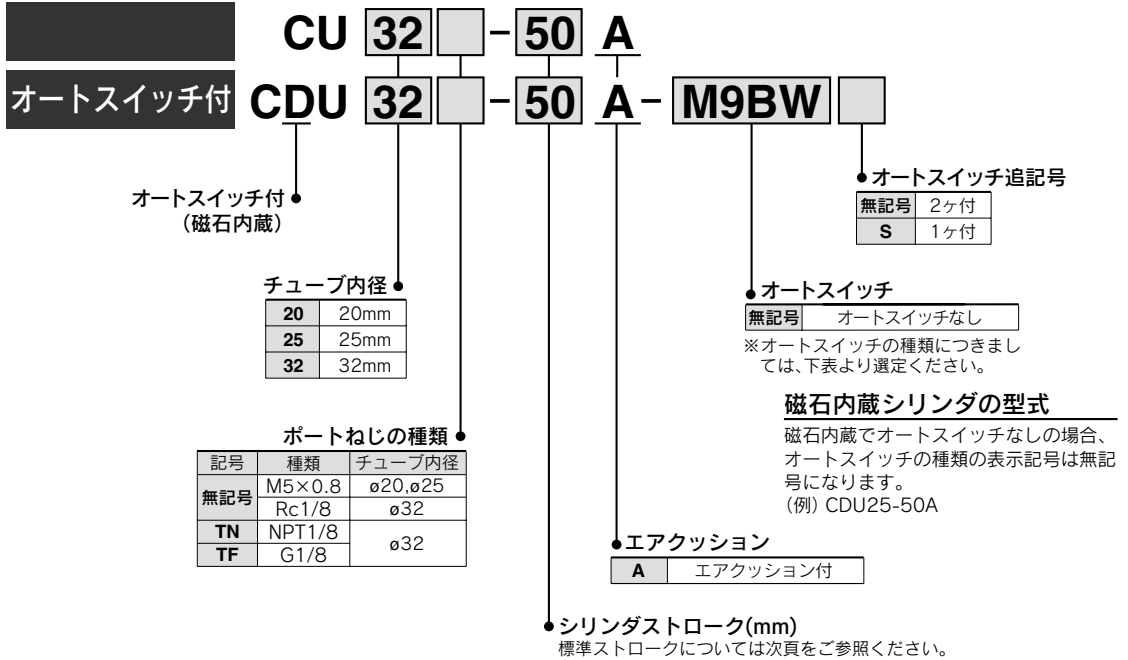 CU 32 - 50 A
オートスイッチ付 CDU 32 - 50 A - M9BW
オートスイッチ付
（磁石内蔵）
チューブ内径
20 20mm
25 25mm
32 32mm
ポートねじの種類
記号 種類 チューブ内径
無記号 M5×0.8 ø20,ø25
Rc1/8 ø32
TN NPT1/8 ø32
TF G1/8
シリンダストローク(mm)
標準ストロークについては次頁をご参照ください。
エアクッション
A エアクッション付
オートスイッチ
無記号 オートスイッチなし
※オートスイッチの種類につきまし
ては、下表より選定ください。
オートスイッチ追記号
無記号 2ヶ付
S 1ヶ付
磁石内蔵シリンダの型式
磁石内蔵でオートスイッチなしの場合、
オートスイッチの種類の表示記号は無記
号になります。
（例）CDU25-50A